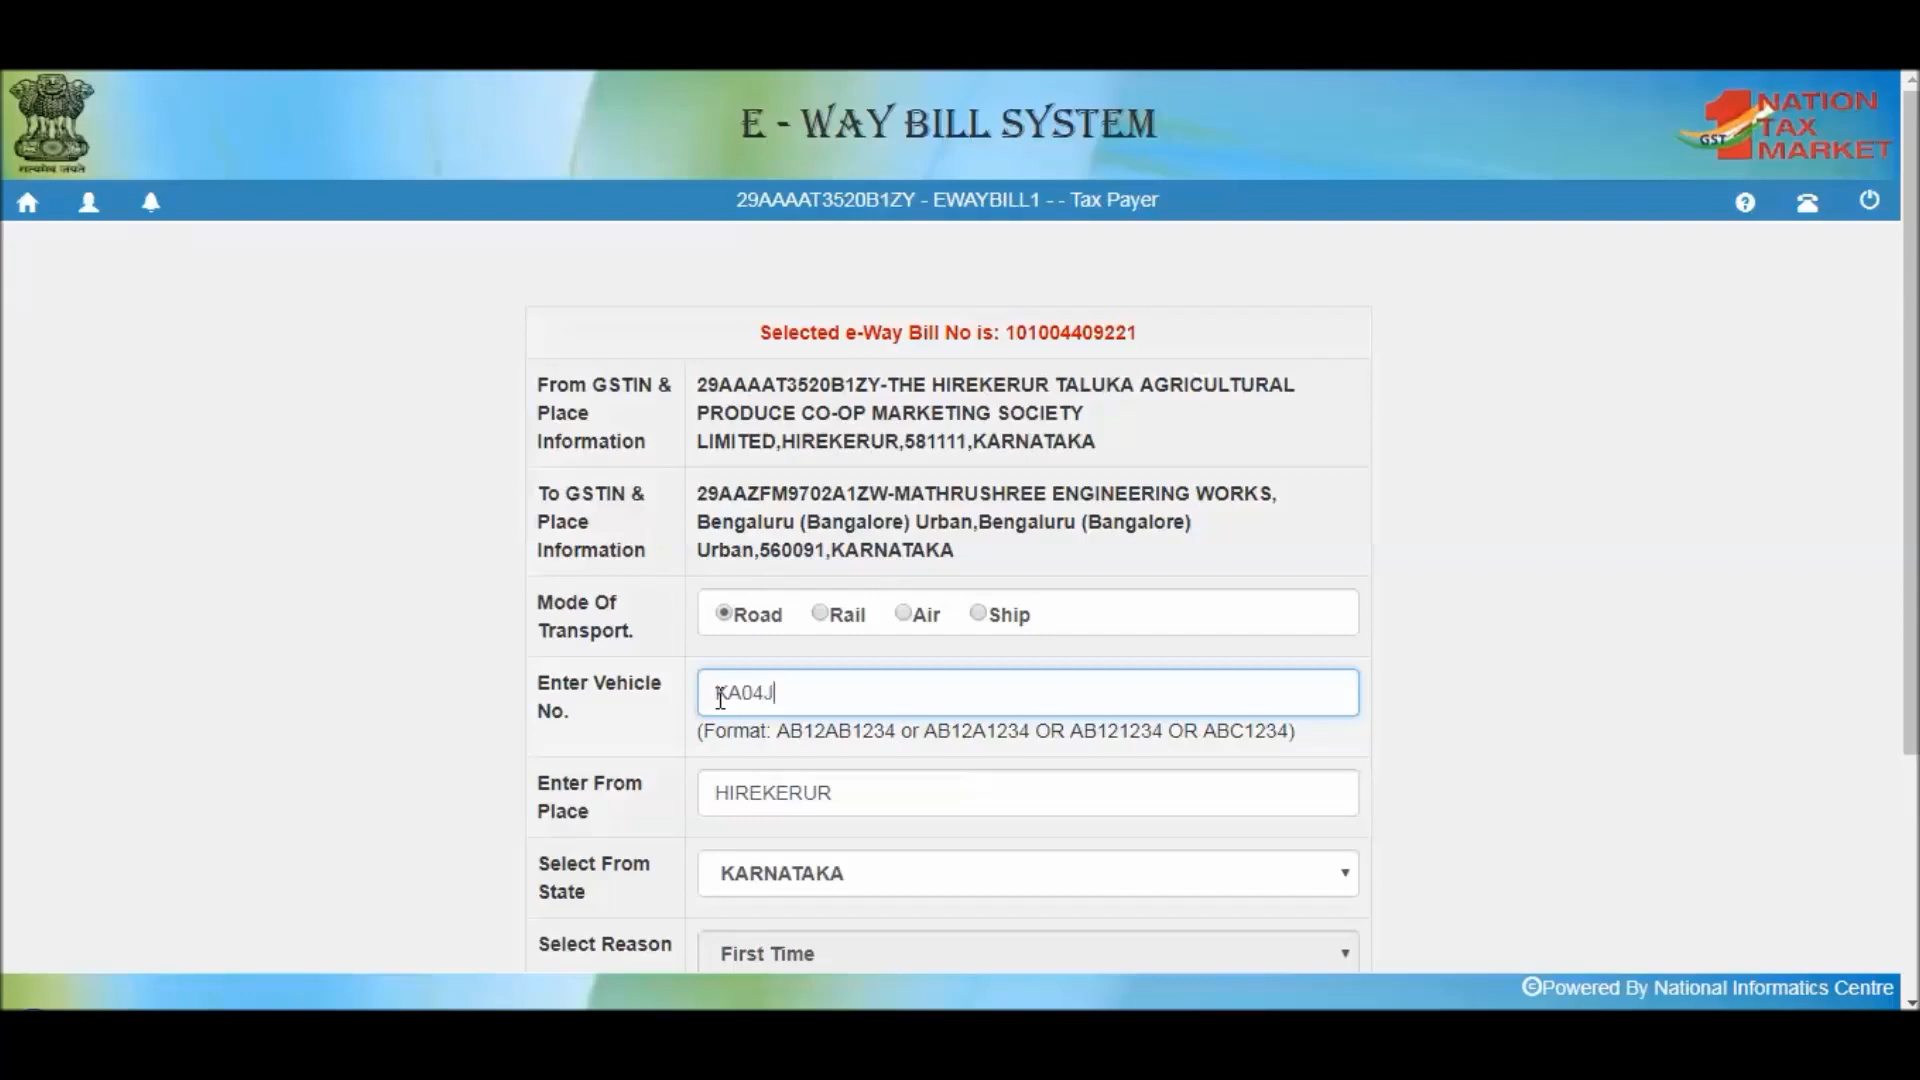 सत्यमेव जयते
E - WAY BILL SYSTEM
GST 1 NATION
TAX
MARKET
29AAAAT3520B1ZY - EWAYBILL1 - - Tax Payer
Selected e-Way Bill No is: 101004409221
From GSTIN &
Place
Information
29AAAAT3520B1ZY-THE HIREKERUR TALUKA AGRICULTURAL
PRODUCE CO-OP MARKETING SOCIETY
LIMITED,HIREKERUR,581111,KARNATAKA
To GSTIN &
Place
Information
29AAZFM9702A1ZW-MATHRUSHREE ENGINEERING WORKS,
Bengaluru (Bangalore) Urban,Bengaluru (Bangalore)
Urban,560091,KARNATAKA
Mode Of
Transport.
Road Rail Air Ship
Enter Vehicle
No.
KA04J
(Format: AB12AB1234 or AB12A1234 OR AB121234 OR ABC1234)
Enter From
Place
HIREKERUR
Select From
State
KARNATAKA
Select Reason
First Time
©Powered By National Informatics Centre